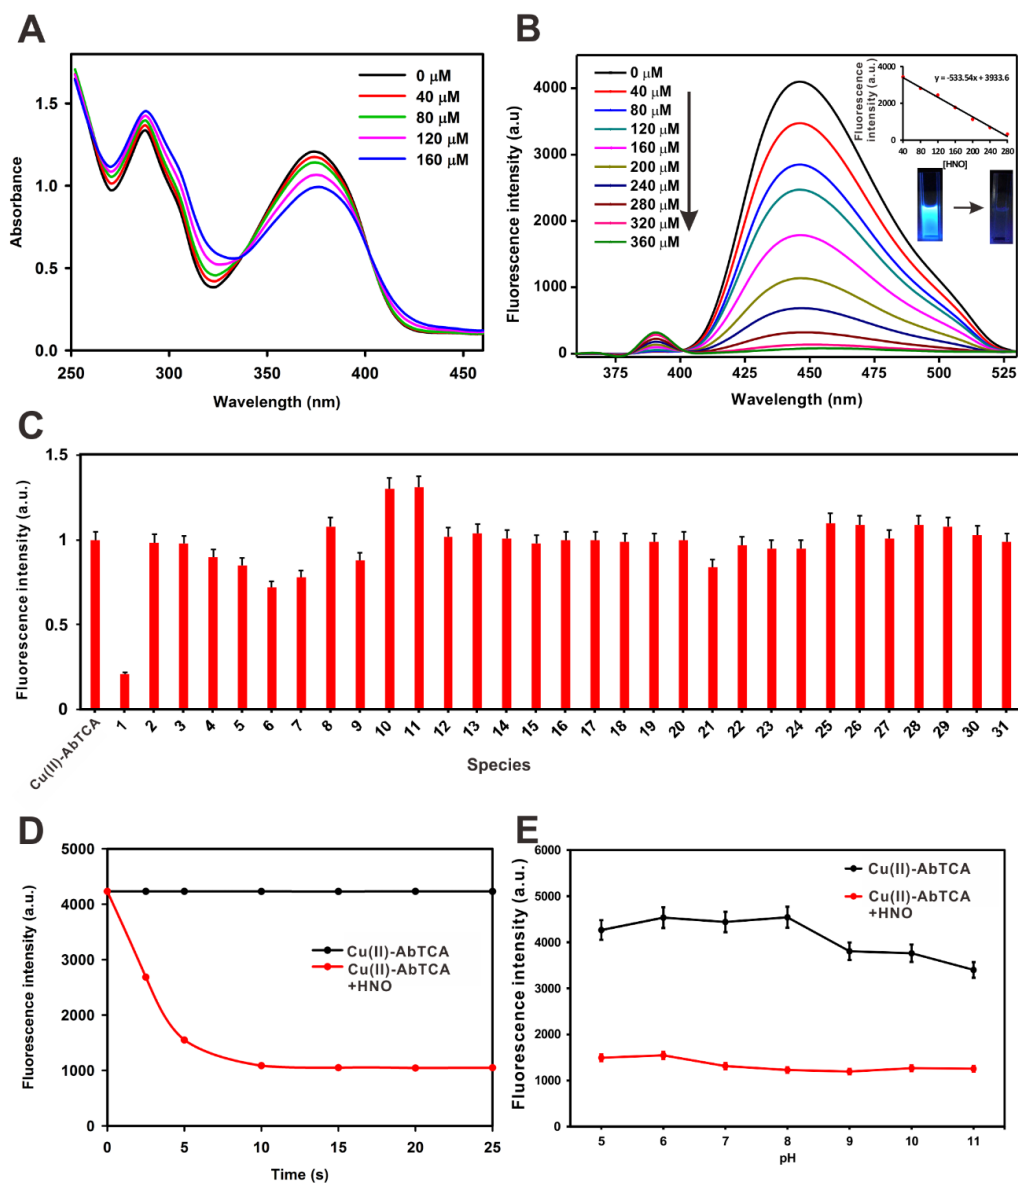 A
0 μM
40 μM
80 μM
120 μM
160 μM
1.5
1.0
0.5
0.0
Absorbance
250 300 350 400 450
Wavelength (nm)
B
0 μM
40 μM
80 μM
120 μM
160 μM
200 μM
240 μM
280 μM
320 μM
360 μM
4000
3000
2000
1000
0
Fluorescence intensity (a.u)
375 400 425 450 475 500 525
Wavelength (nm)
Fluorescence
intensity (a.u.)
4000
2000
0
y = -533.54x + 3933.6
40 80 120 160 200 240 280
[HNO]
C
1.5
1
0.5
0
Fluorescence intensity (a.u.)
Cu(II)-AbTCA 1 2 3 4 5 6 7 8 9 10 11 12 13 14 15 16 17 18 19 20 21 22 23 24 25 26 27 28 29 30 31
Species
D
5000
4000
3000
2000
1000
0
Fluorescence intensity (a.u.)
Cu(II)-AbTCA
Cu(II)-AbTCA
+HNO
0 5 10 15 20 25
Time (s)
E
6000
5000
4000
3000
2000
1000
0
Fluorescence intensity (a.u.)
Cu(II)-AbTCA
Cu(II)-AbTCA
+HNO
5 6 7 8 9 10 11
pH